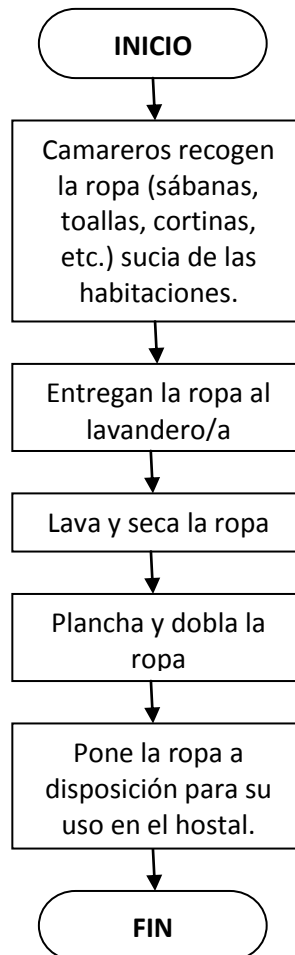 INICIO
Camareros recogen
la ropa (sábanas,
toallas, cortinas,
etc.) sucia de las
habitaciones.
Entregan la ropa al
lavandero/a
Lava y seca la ropa
Plancha y dobla la
ropa
Pone la ropa a
disposición para su
uso en el hostal.
FIN